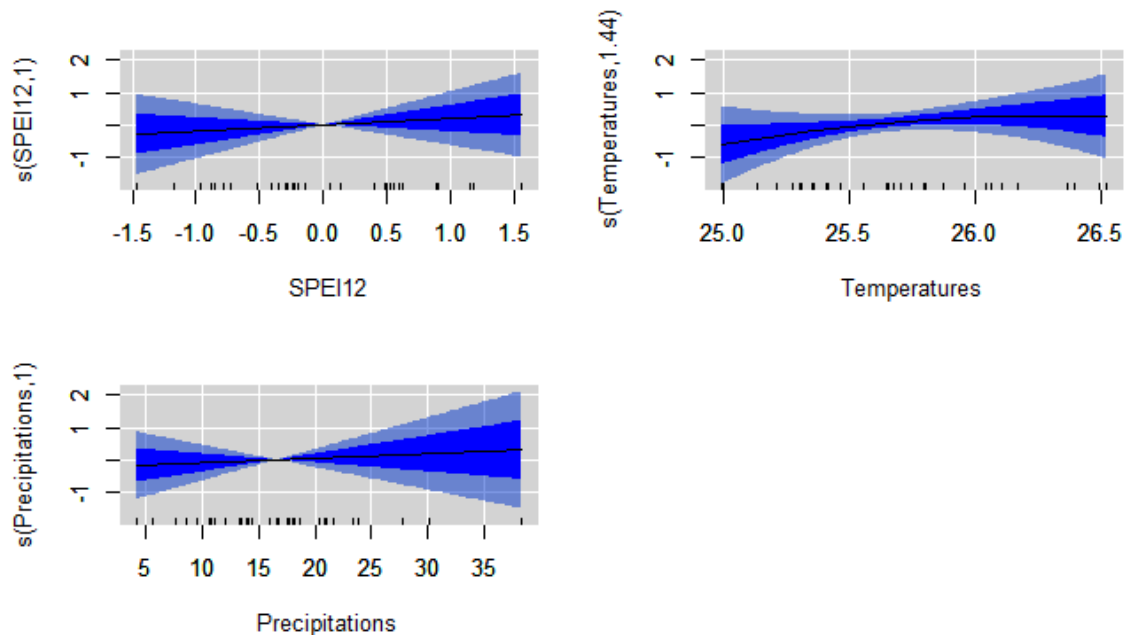 s(SPEI12,1)
2
1
-1
-1.5 -1.0 -0.5 0.0 0.5 1.0 1.5
SPEI12
s(Temperatures,1.44)
2
1
-1
25.0 25.5 26.0 26.5
Temperatures
s(Precipitations,1)
2
1
-1
5 10 15 20 25 30 35
Precipitations